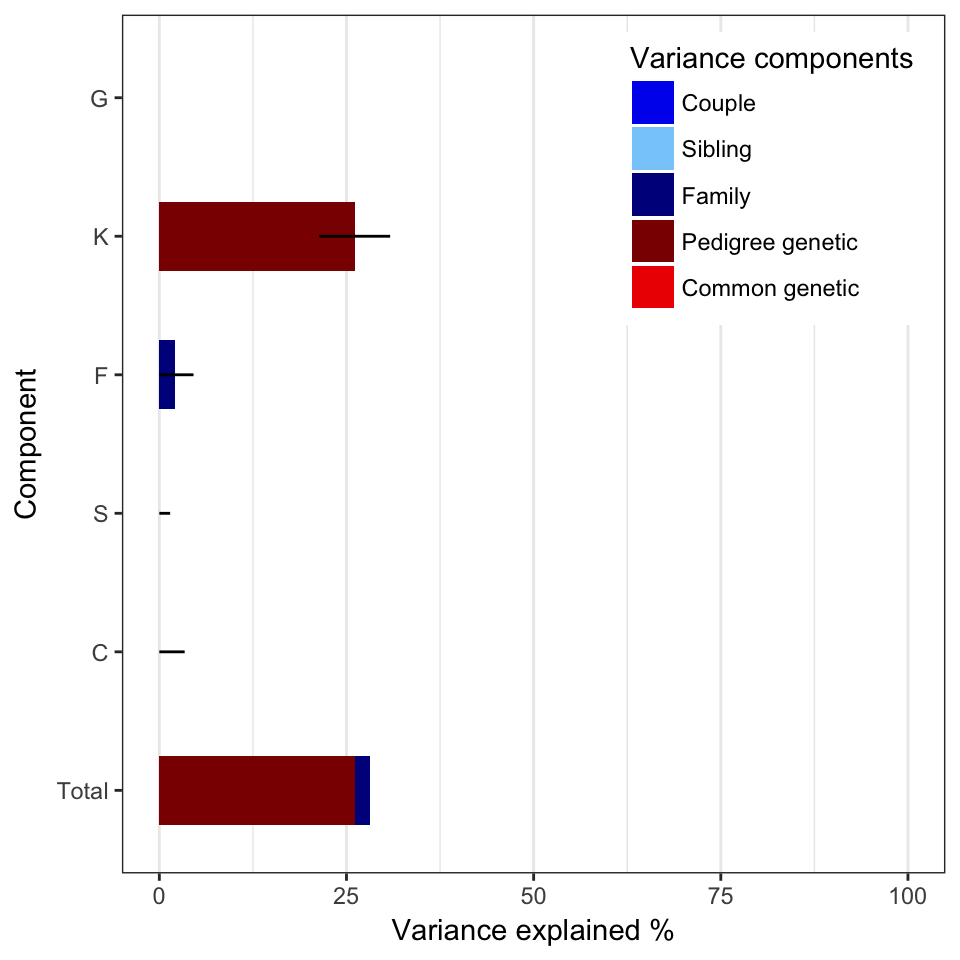 Variance components
Couple
Sibling
Family
Pedigree genetic
Common genetic
G
K
F
S
C
Total
Component
0 25 50 75 100
Variance explained %